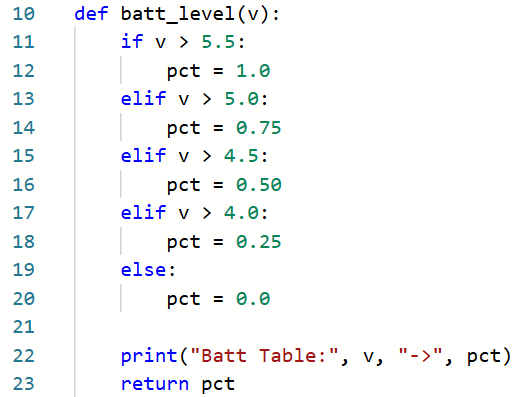 10 def batt_level(v):
11     if v > 5.5:
12         pct = 1.0
13     elif v > 5.0:
14         pct = 0.75
15     elif v > 4.5:
16         pct = 0.50
17     elif v > 4.0:
18         pct = 0.25
19     else:
20         pct = 0.0
21
22     print("Batt Table:", v, "->", pct)
23     return pct